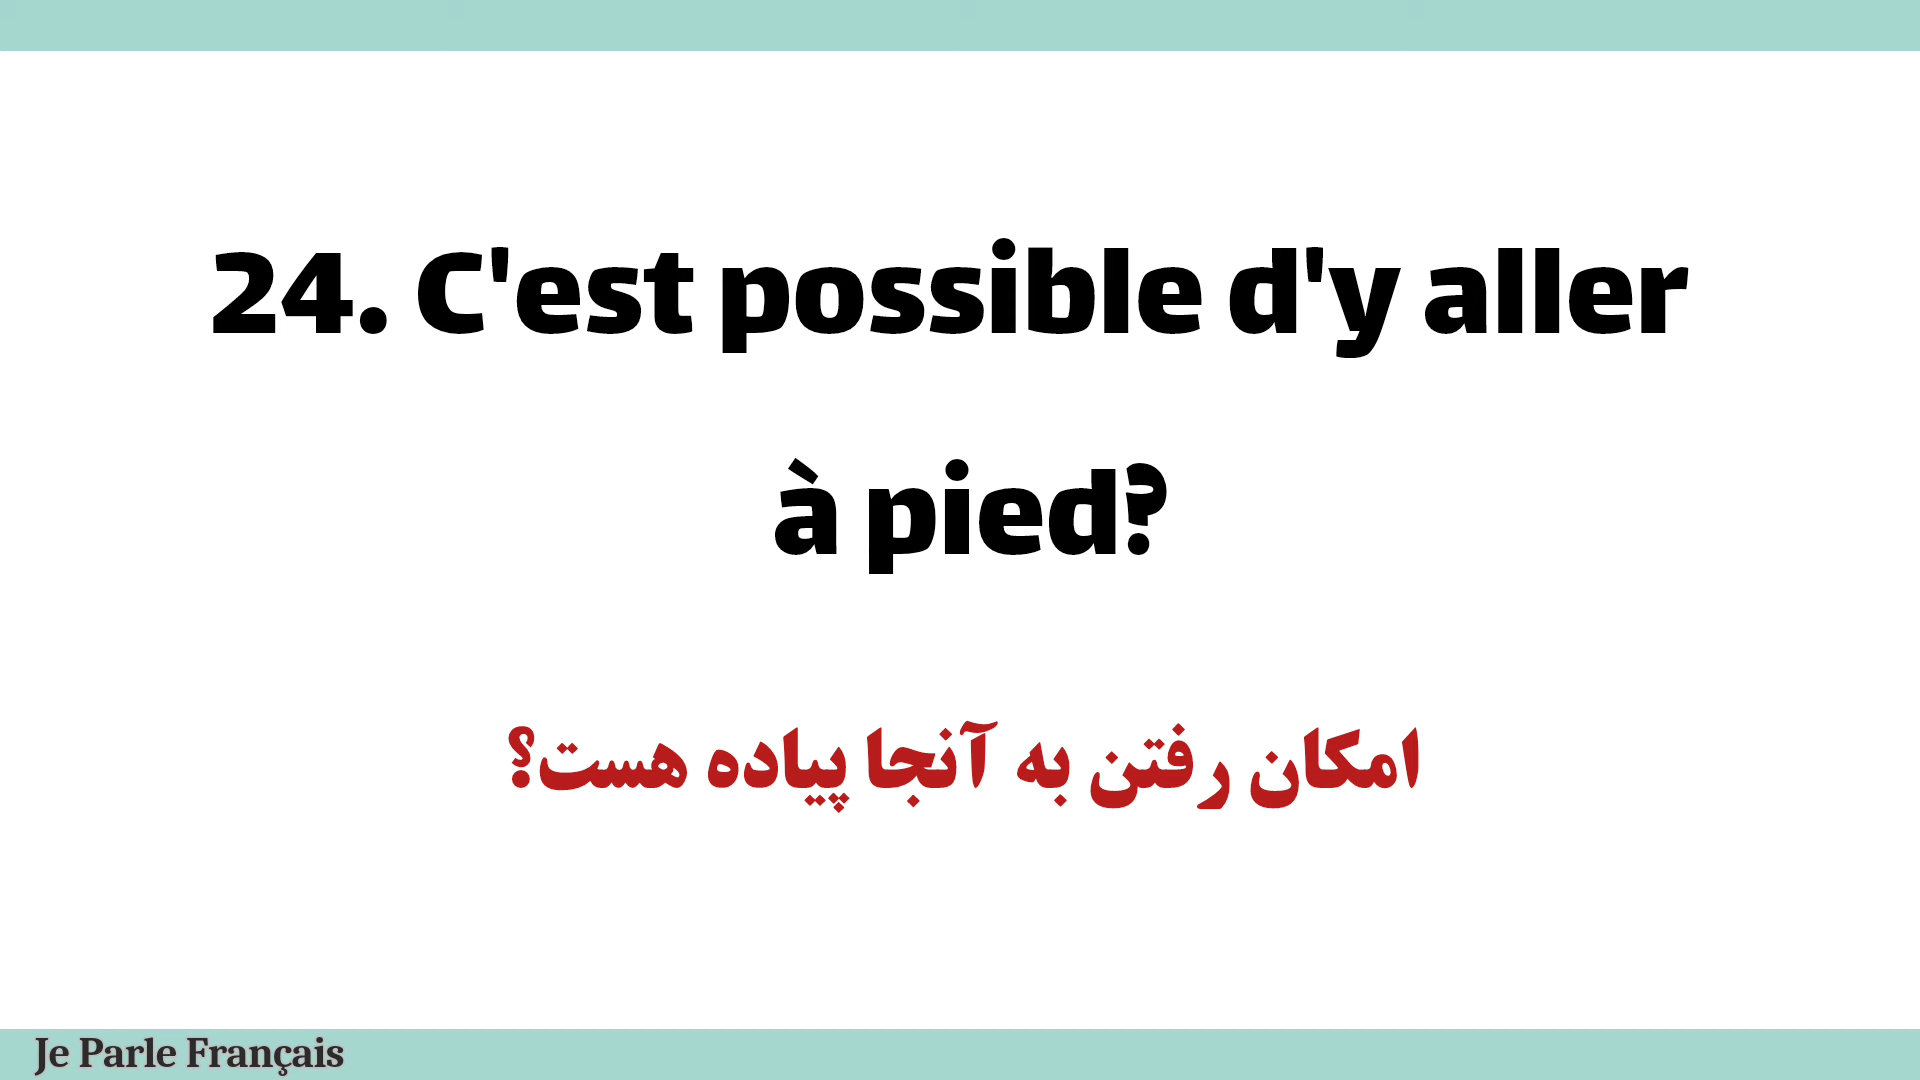 24. C'est possible d'y aller
à pied?
امکان رفتن به آنجا پیاده هست؟
Je Parle Français